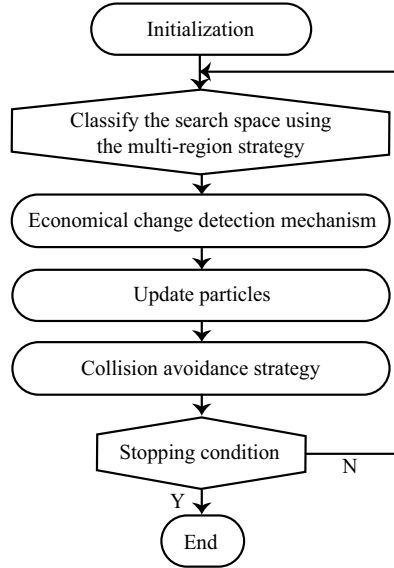 Initialization
Classify the search space using
the multi-region strategy
Economical change detection mechanism
Update particles
Collision avoidance strategy
Stopping condition
N
Y
End